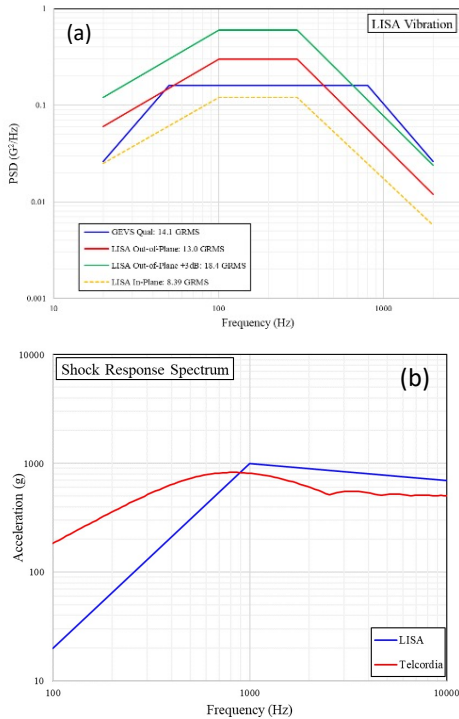 (a)
LISA Vibration
1
0.1
0.01
0.001
PSD (G²/Hz)
GEVS Qual: 14.1 GRMS
LISA Out-of-Plane: 13.0 GRMS
LISA Out-of-Plane +3dB: 18.4 GRMS
LISA In-Plane: 8.39 GRMS
10
100
1000
Frequency (Hz)
Shock Response Spectrum
(b)
10000
1000
100
10
Acceleration (g)
LISA
Telcordia
100
1000
10000
Frequency (Hz)